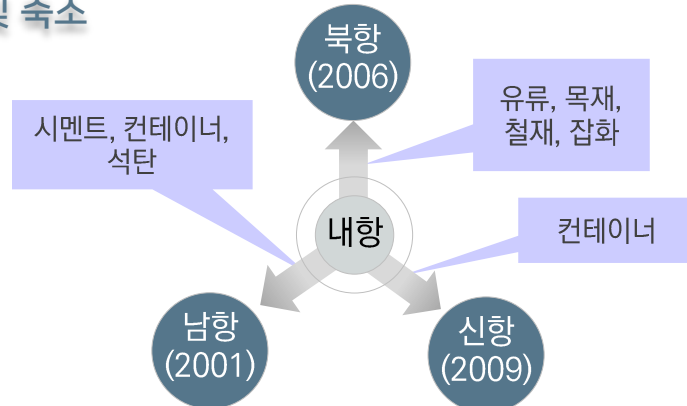 및 숙소
북항
(2006)
유류, 목재,
철재, 잡화
시멘트, 컨테이너,
석탄
내항
컨테이너
남항
(2001)
신항
(2009)